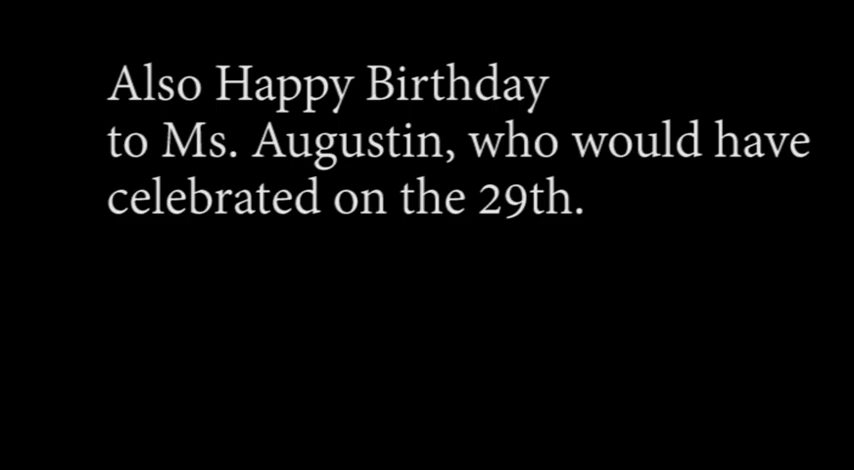 Also Happy Birthday
to Ms. Augustin, who would have
celebrated on the 29th.